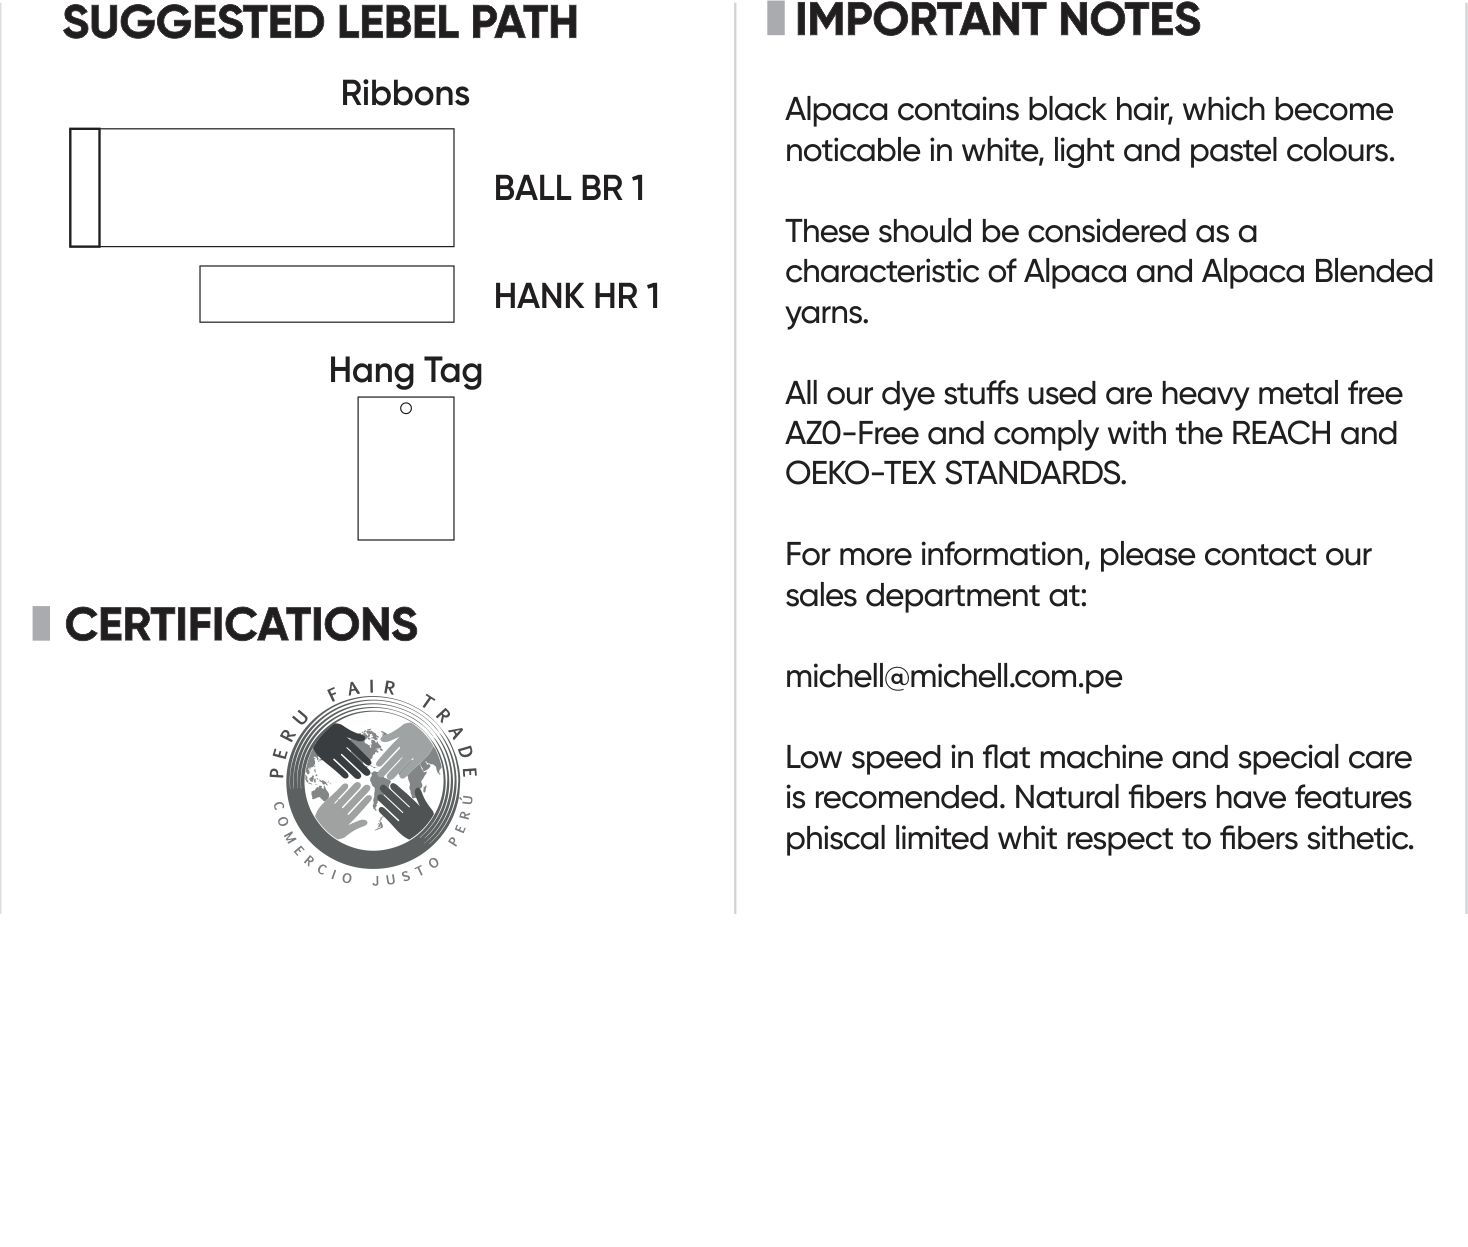 SUGGESTED LEBEL PATH
Ribbons
BALL BR 1
HANK HR 1
Hang Tag
CERTIFICATIONS
PERU FAIR TRADE
COMERCIO JUSTO PERÚ
IMPORTANT NOTES
Alpaca contains black hair, which become
noticable in white, light and pastel colours.
These should be considered as a
characteristic of Alpaca and Alpaca Blended
yarns.
All our dye stuffs used are heavy metal free
AZ0-Free and comply with the REACH and
OEKO-TEX STANDARDS.
For more information, please contact our
sales department at:
michell@michell.com.pe
Low speed in flat machine and special care
is recomended. Natural fibers have features
phiscal limited whit respect to fibers sithetic.